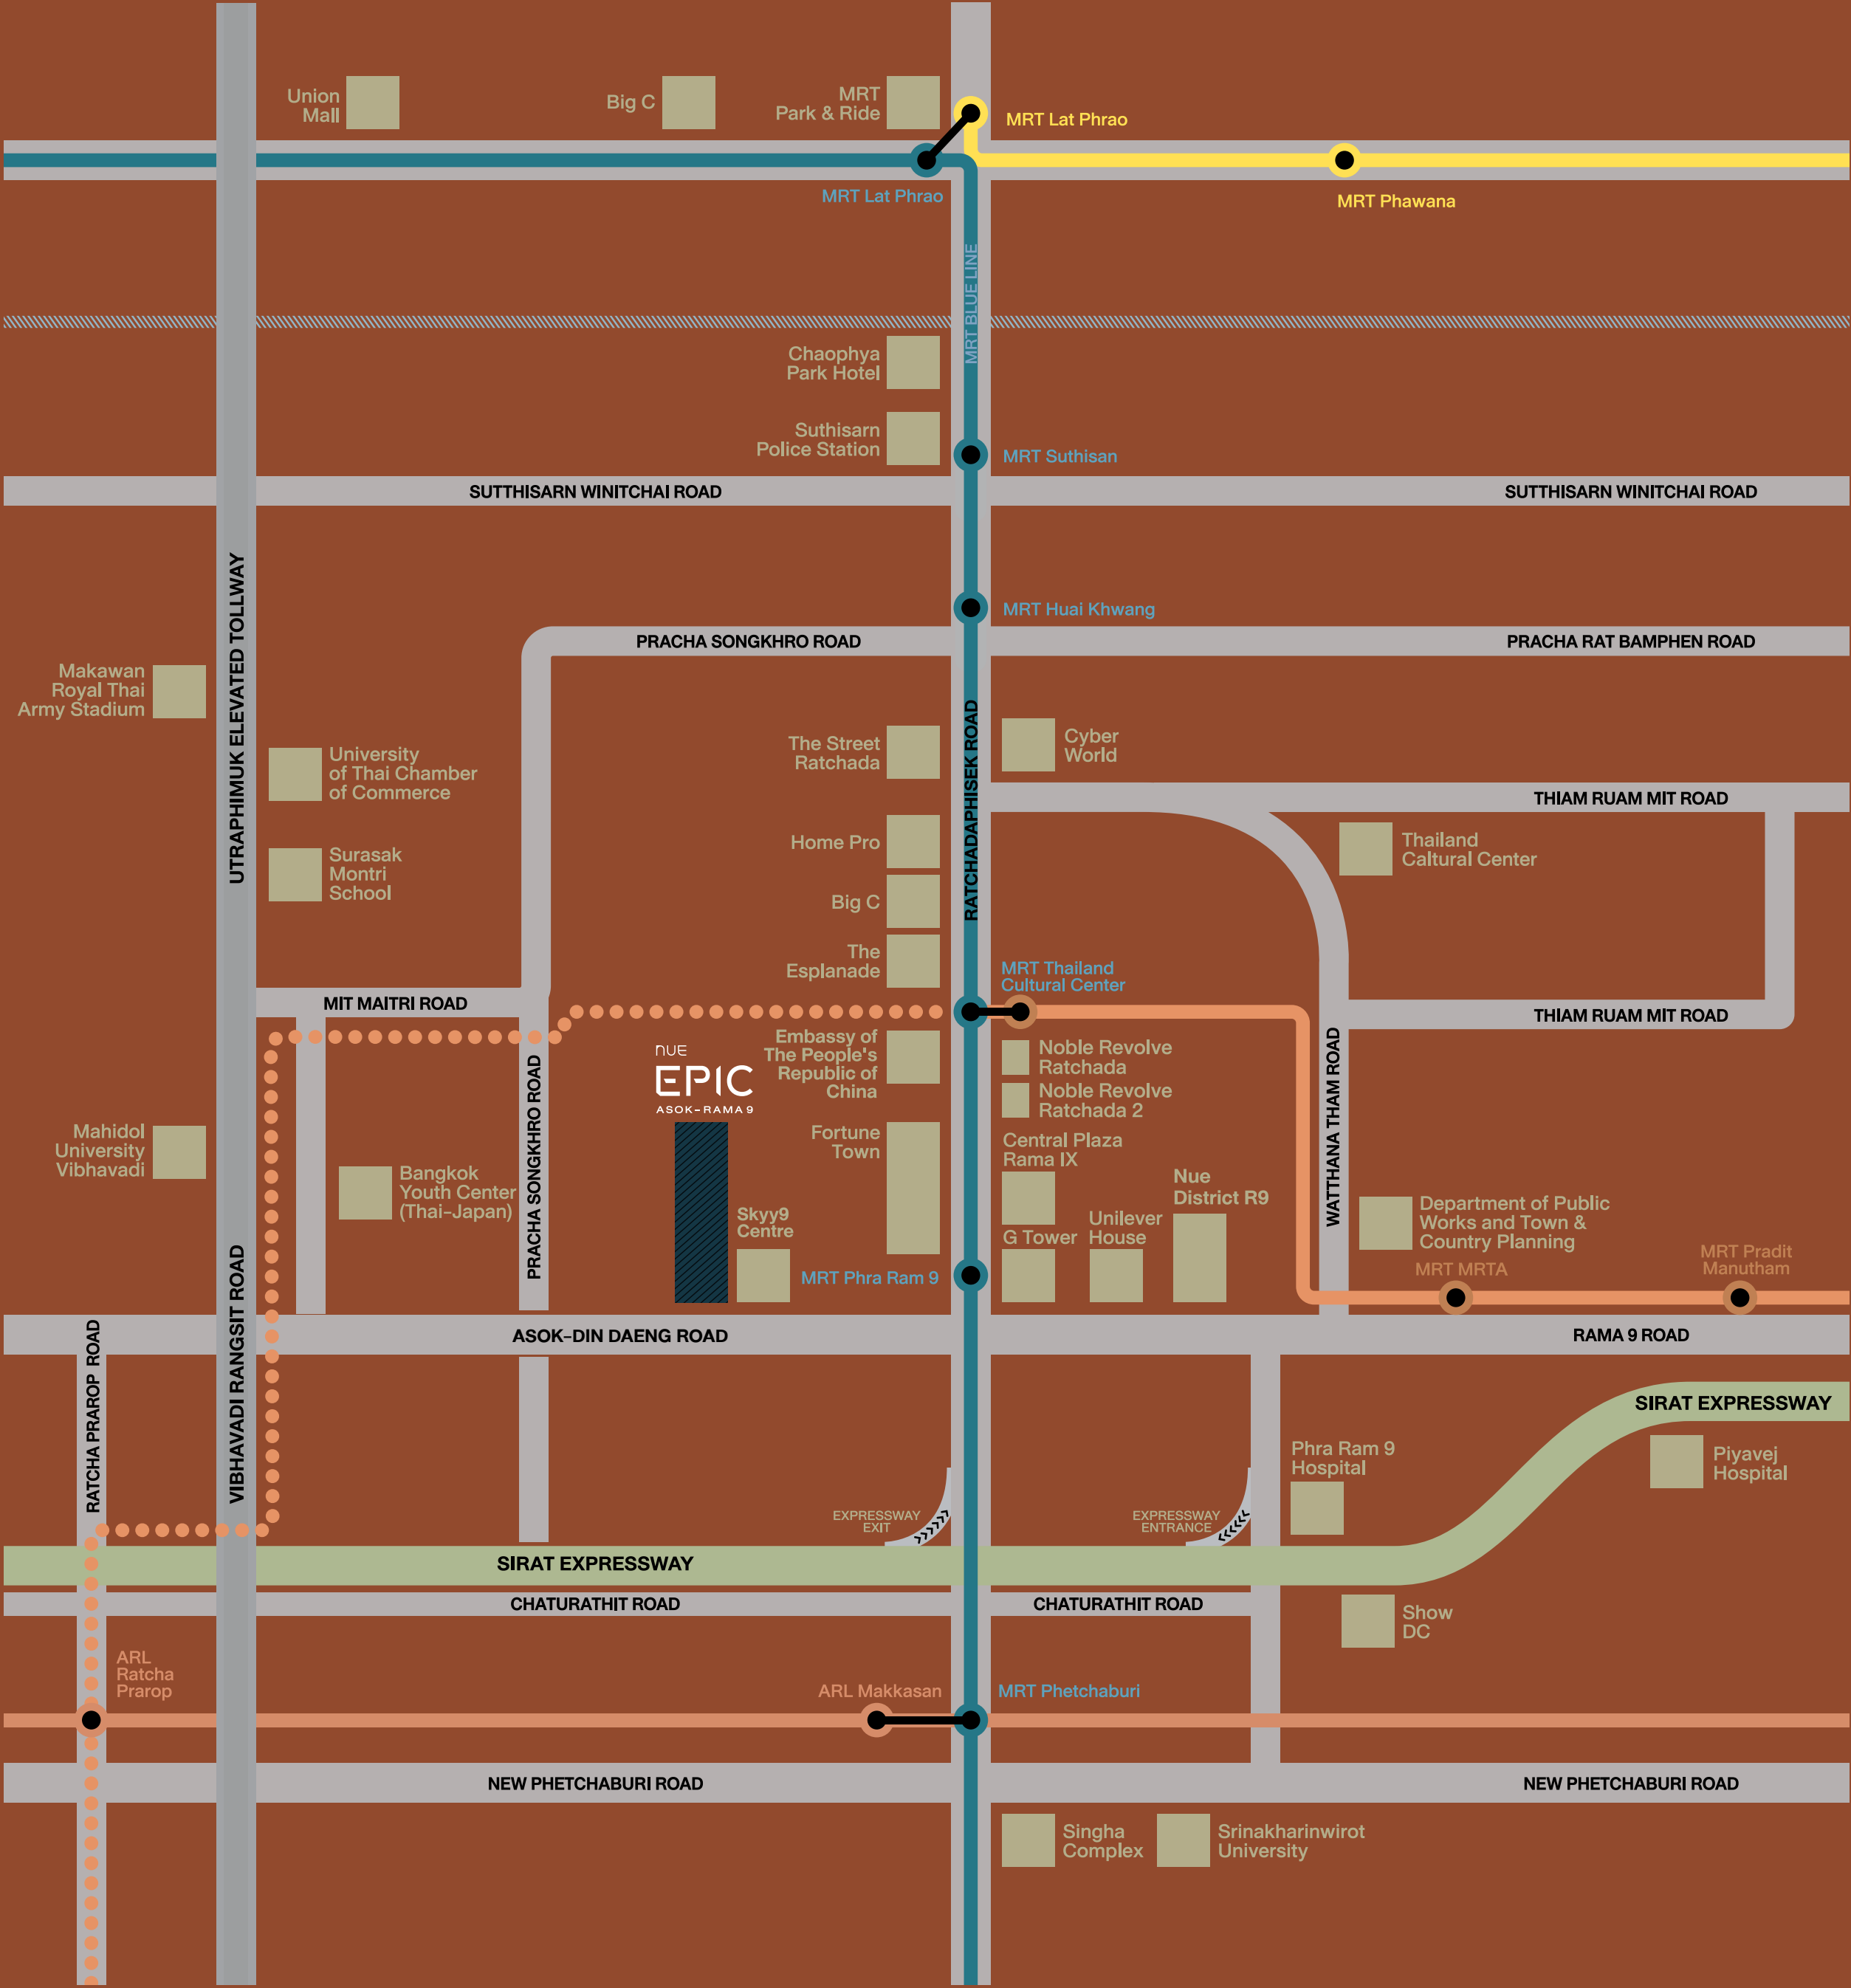 Union
Mall
Big C
MRT
Park & Ride
MRT Lat Phrao
MRT Lat Phrao
MRT Phawana
MRT BLUE LINE
Chaophya
Park Hotel
Suthisarn
Police Station
MRT Suthisan
SUTTHISARN WINITCHAI ROAD
SUTTHISARN WINITCHAI ROAD
UTRAPHIMUK ELEVATED TOLLWAY
MRT Huai Khwang
PRACHA SONGKHRO ROAD
PRACHA RAT BAMPHEN ROAD
Makawan
Royal Thai
Army Stadium
RATCHADAPHISEK ROAD
University
of Thai Chamber
of Commerce
The Street
Ratchada
Cyber
World
THIAM RUAM MIT ROAD
Surasak
Montri
School
Home Pro
Thailand
Caltural Center
Big C
The
Esplanade
MRT Thailand
Cultural Center
MIT MAITRI ROAD
THIAM RUAM MIT ROAD
Embassy of
The People's
Republic of
China
nUE
EPIC
ASOK-RAMA 9
Noble Revolve
Ratchada
Noble Revolve
Ratchada 2
PRACHA SONGKHRO ROAD
WATTHANA THAM ROAD
Mahidol
University
Vibhavadi
Bangkok
Youth Center
(Thai-Japan)
Fortune
Town
Central Plaza
Rama IX
Nue
District R9
Skyy9
Centre
G Tower
Unilever
House
Department of Public
Works and Town &
Country Planning
MRT Phra Ram 9
MRT MRTA
MRT Pradit
Manutham
VIBHAVADI RANGSIT ROAD
RATCHA PRAROP ROAD
ASOK-DIN DAENG ROAD
RAMA 9 ROAD
SIRAT EXPRESSWAY
Phra Ram 9
Hospital
Piyavej
Hospital
EXPRESSWAY
EXIT
EXPRESSWAY
ENTRANCE
SIRAT EXPRESSWAY
CHATURATHIT ROAD
CHATURATHIT ROAD
Show
DC
ARL
Ratcha
Prarop
ARL Makkasan
MRT Phetchaburi
NEW PHETCHABURI ROAD
NEW PHETCHABURI ROAD
Singha
Complex
Srinakharinwirot
University